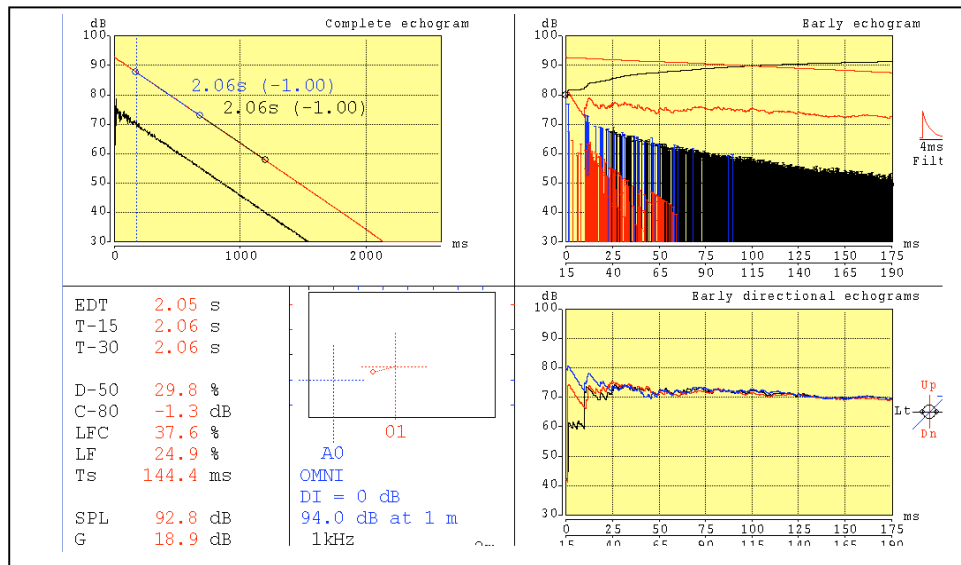 dB Complete echogram
100
90
80
70
60
50
40
30
2.06s (-1.00)
2.06s (-1.00)
0 1000 2000 ms
dB Early echogram
100
90
80
70
60
50
40
30
0 25 50 75 100 125 150 175 ms
15 40 65 90 115 140 165 190
4ms
Filt
EDT 2.05 s
T-15 2.06 s
T-30 2.06 s
D-50 29.8 %
C-80 -1.3 dB
LFC 37.6 %
LF 24.9 %
Ts 144.4 ms
SPL 92.8 dB
G 18.9 dB
01
A0
OMNI
DI = 0 dB
94.0 dB at 1 m
1kHz
dB Early directional echograms
100
90
80
70
60
50
40
30
0 25 50 75 100 125 150 175 ms
15 40 65 90 115 140 165 190
Up
Lt
Dn